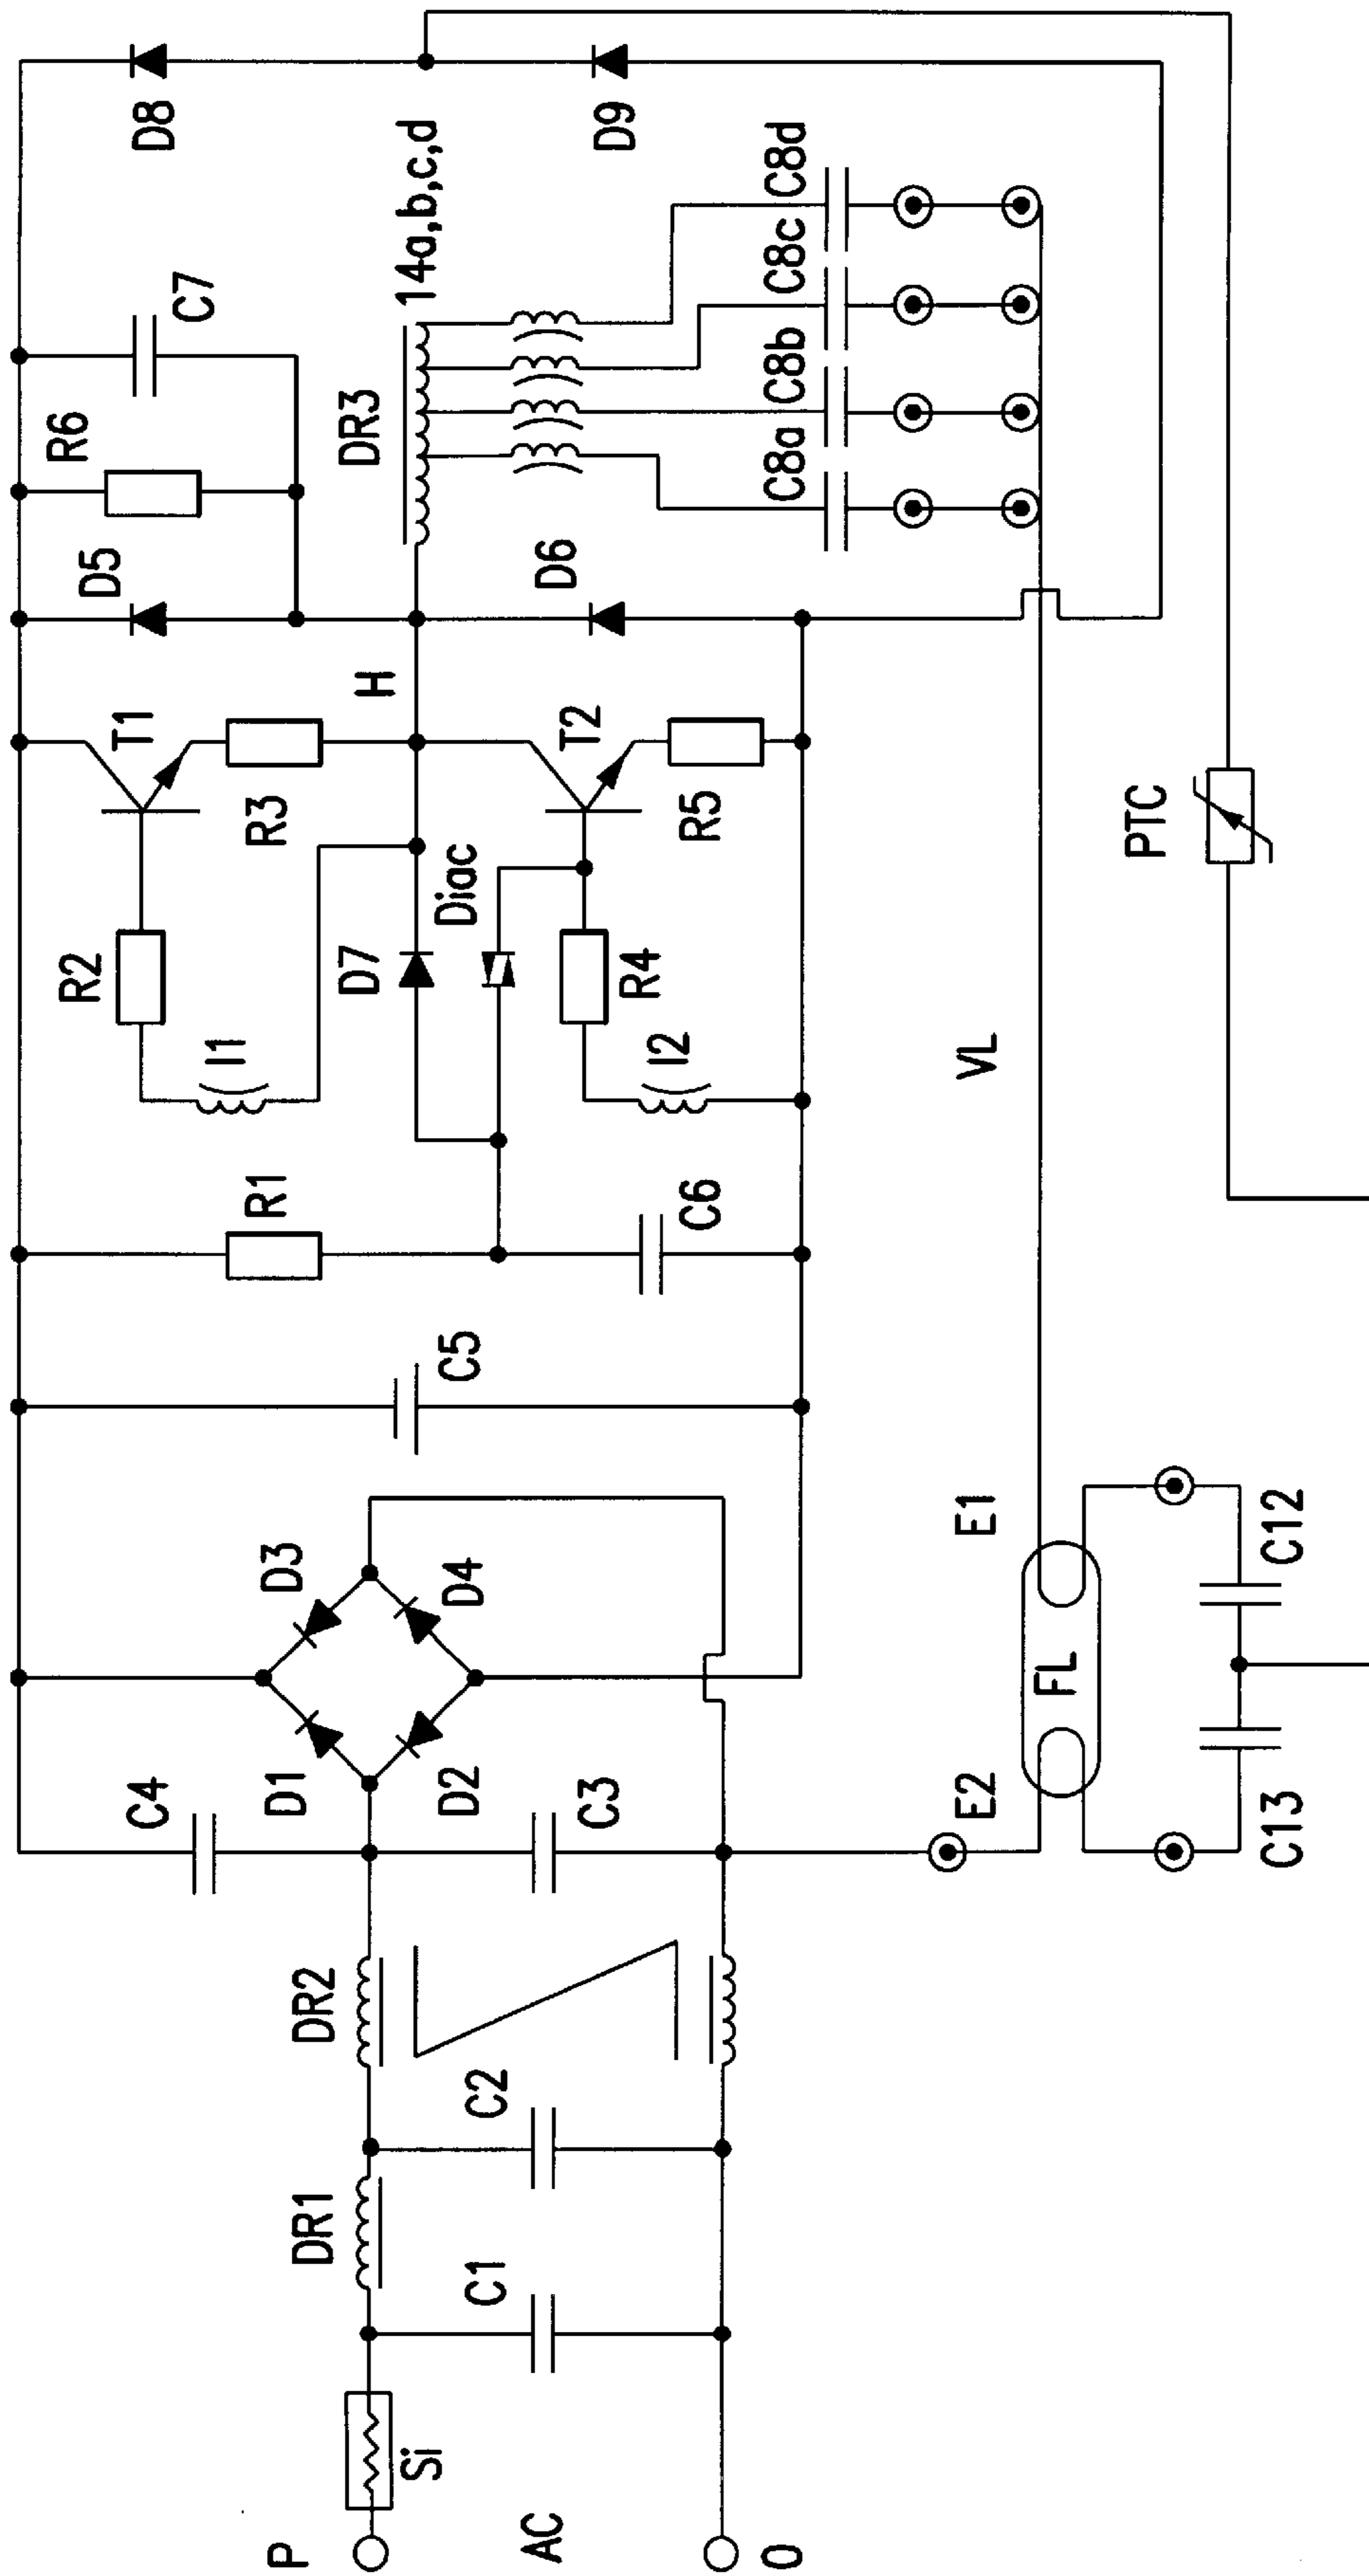 P
AC
O
Si
DR1
C1
C2
DR2
C4
C3
D1
D2
D3
D4
C5
R1
C6
I1
I2
R2
R4
D7
Diac
T1
R3
T2
R5
H
D5
D6
R6
C7
DR3
14a,b,c,d
C8a
C8b
C8c
C8d
D8
D9
PTC
VL
E1
E2
FL
C12
C13